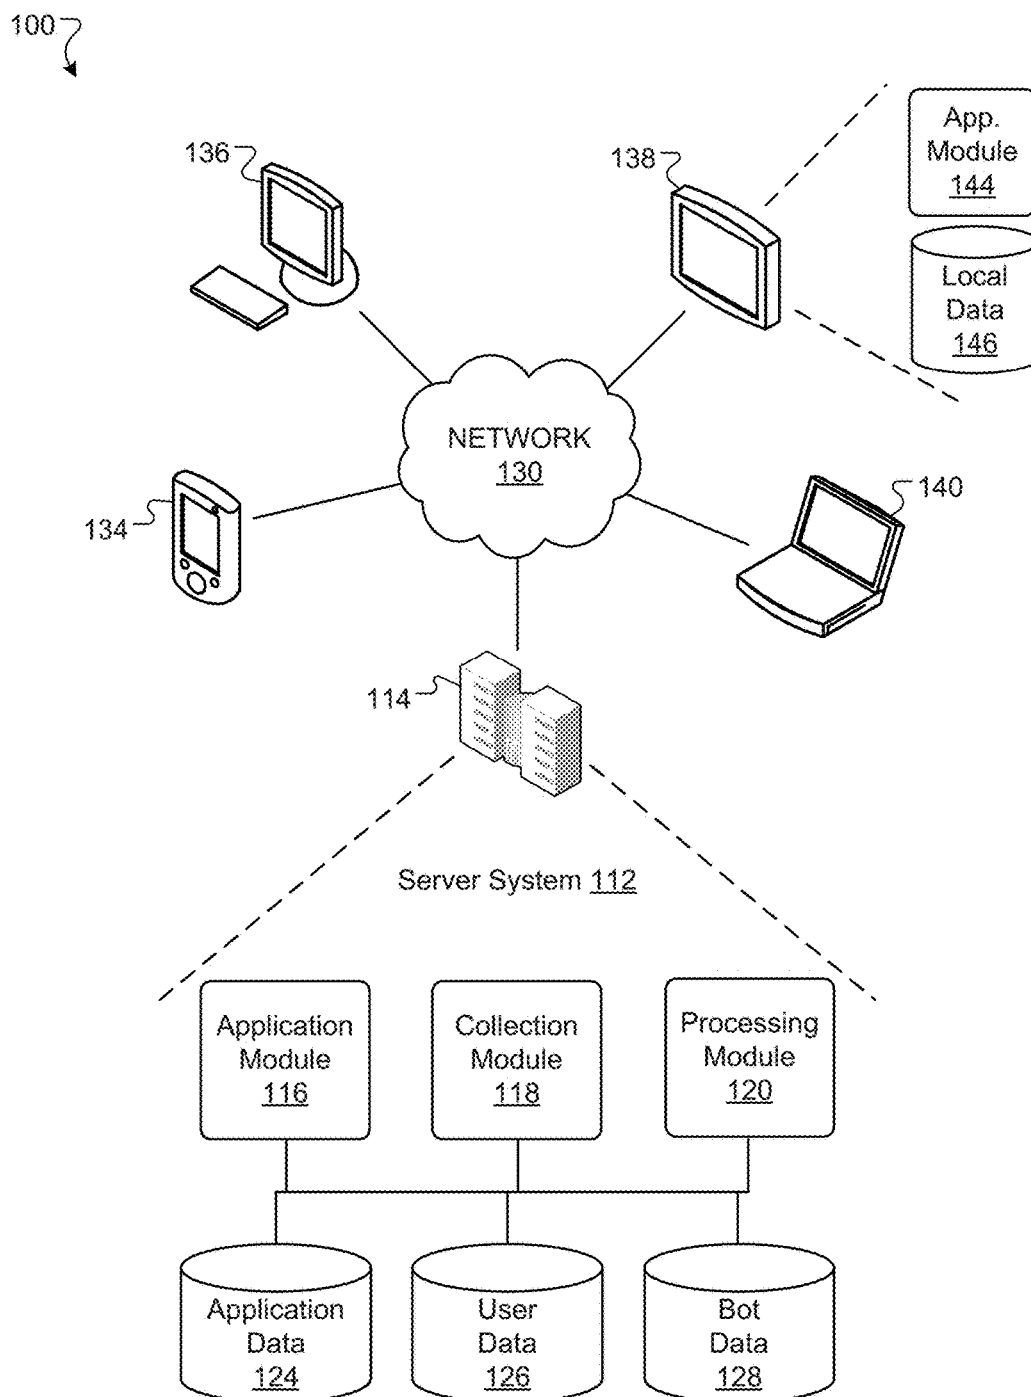 100
136
138
App.
Module
144
Local
Data
146
NETWORK
130
134
140
114
Server System 112
Application
Module
116
Collection
Module
118
Processing
Module
120
Application
Data
124
User
Data
126
Bot
Data
128